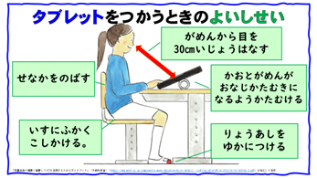 タブレットをつかうときのよいしせい
がめんから目を
30cmいじょうはなす
せなかをのばす
かおとがめんが
おなじかたむきに
なるようかたむける
いすにふかく
こしかける。
りょうあしを
ゆかにつける